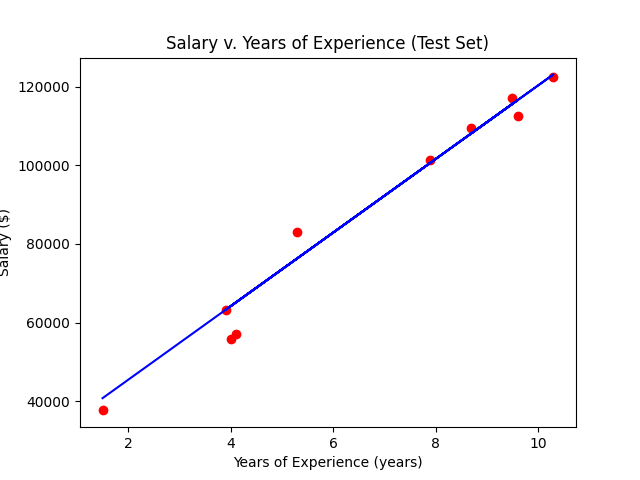 Salary v. Years of Experience (Test Set)
120000
100000
80000
60000
40000
Salary ($)
2 4 6 8 10
Years of Experience (years)